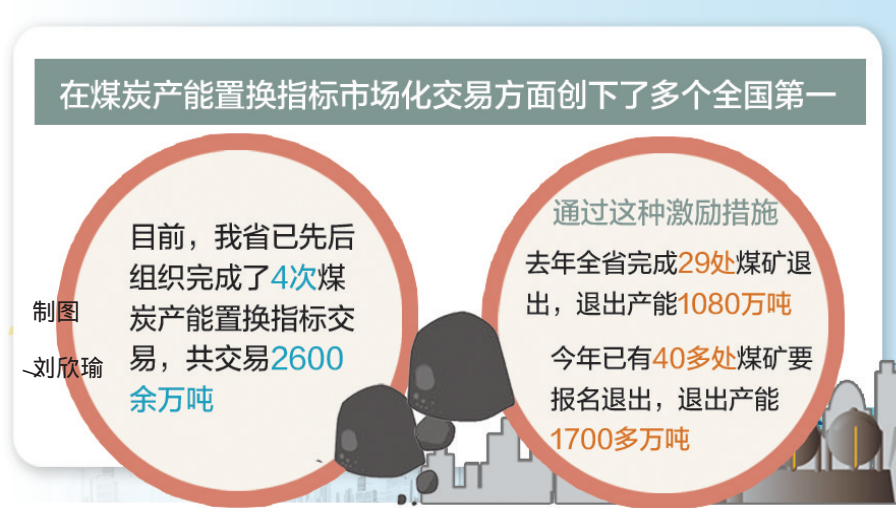 在煤炭产能置换指标市场化交易方面创下了多个全国第一
目前，我省已先后
组织完成了4次煤
炭产能置换指标交
易，共交易2600
余万吨
制图
刘欣瑜
通过这种激励措施
去年全省完成29处煤矿退
出，退出产能1080万吨
今年已有40多处煤矿要
报名退出，退出产能
1700多万吨